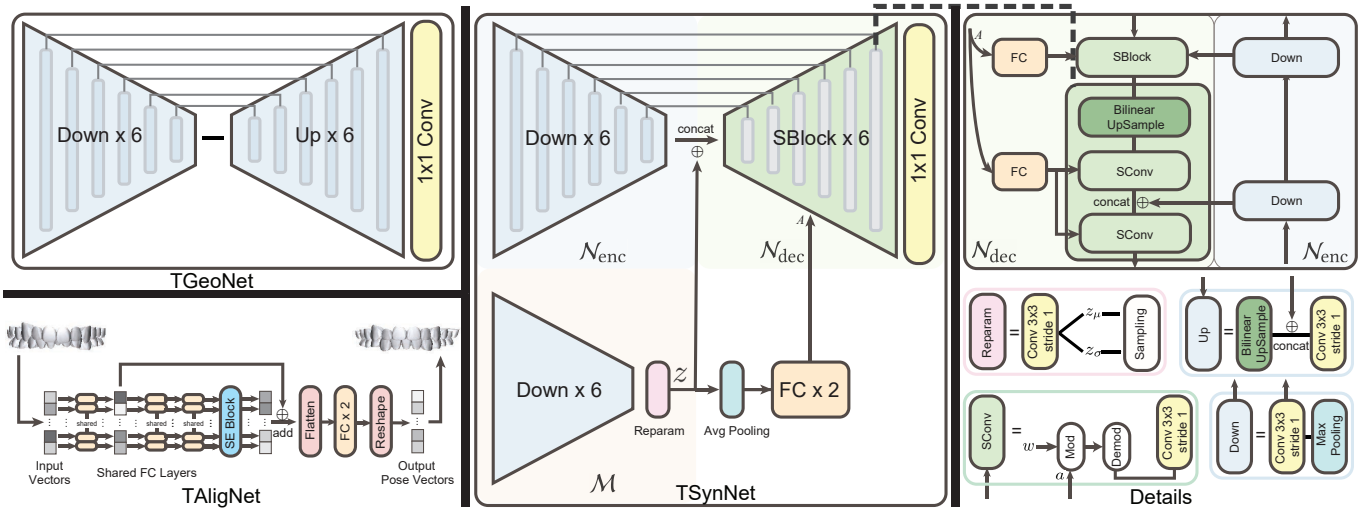 Down x 6
Up x 6
1x1 Conv
TGeoNet
Input
Vectors
shared
shared
shared
Shared FC Layers
SE Block
add
Flatten
FC x 2
Reshape
Output
Pose Vectors
TAligNet
Down x 6
concat
SBlock x 6
1x1 Conv
A
𝒩enc
𝒩dec
Down x 6
Reparam
z
Avg Pooling
FC x 2
ℳ
TSynNet
A
FC
SBlock
Down
Bilinear
UpSample
FC
SConv
concat
Down
SConv
𝒩dec
𝒩enc
Reparam
=
Conv 3x3
stride 1
zμ
zσ
Sampling
Up
=
Bilinear
UpSample
concat
Conv 3x3
stride 1
SConv
=
w
a
Mod
Demod
Conv 3x3
stride 1
Down
=
Conv 3x3
stride 1
Max
Pooling
Details